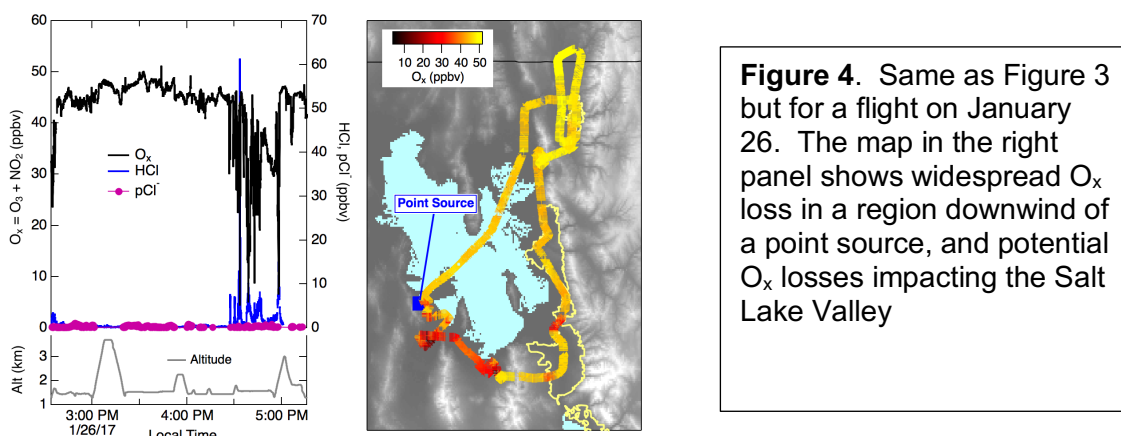 60
50
40
30
20
10
0
Oₓ = O₃ + NO₂ (ppbv)
Oₓ
HCl
pCl⁻
70
60
50
40
30
20
10
0
HCl, pCl⁻ (ppbv)
3
2
1
Alt (km)
Altitude
3:00 PM
4:00 PM
5:00 PM
1/26/17
Local Time
10 20 30 40 50
Oₓ (ppbv)
Point Source
Figure 4. Same as Figure 3
but for a flight on January
26. The map in the right
panel shows widespread Oₓ
loss in a region downwind of
a point source, and potential
Oₓ losses impacting the Salt
Lake Valley